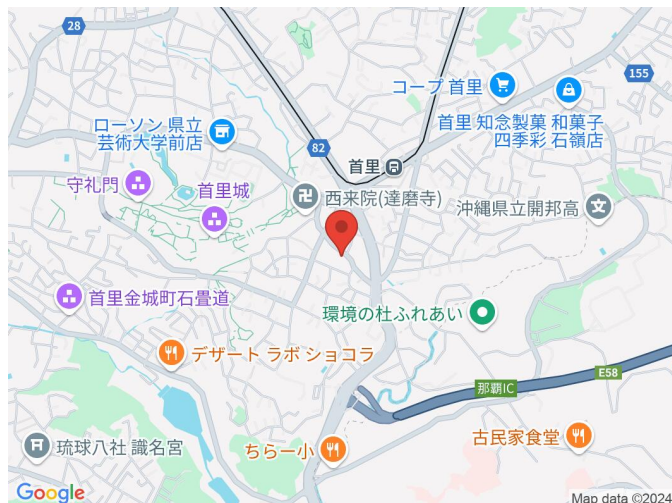 28
コープ 首里
155
ローソン 県立
芸術大学前店
首里 知念製菓 和菓子
四季彩 石嶺店
82
首里
守礼門
首里城
西来院(達磨寺)
沖縄県立開邦高
首里金城町石畳道
環境の杜ふれあい
デザート ラボ ショコラ
E58
那覇IC
琉球八社 識名宮
ちらー小
古民家食堂
Google
Map data ©2024